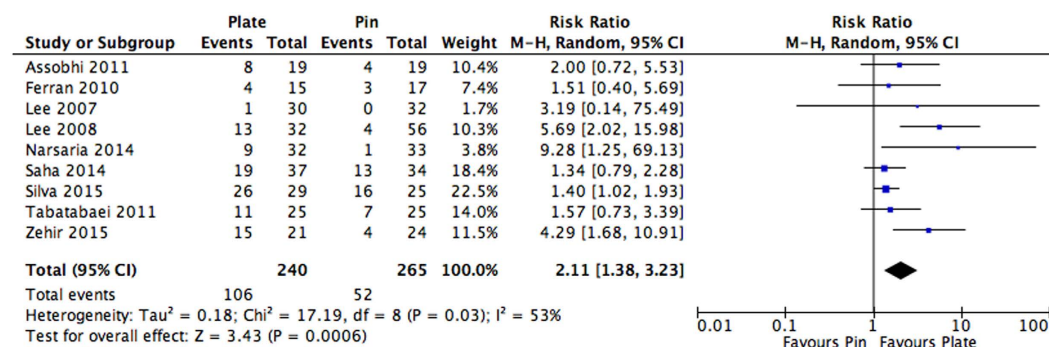 Plate Pin Risk Ratio Risk Ratio
Study or Subgroup Events Total Events Total Weight M-H, Random, 95% CI M-H, Random, 95% CI
Assobhi 2011 8 19 4 19 10.4% 2.00 [0.72, 5.53]
Ferran 2010 4 15 3 17 7.4% 1.51 [0.40, 5.69]
Lee 2007 1 30 0 32 1.7% 3.19 [0.14, 75.49]
Lee 2008 13 32 4 56 10.3% 5.69 [2.02, 15.98]
Narsaria 2014 9 32 1 33 3.8% 9.28 [1.25, 69.13]
Saha 2014 19 37 13 34 18.4% 1.34 [0.79, 2.28]
Silva 2015 26 29 16 25 22.5% 1.40 [1.02, 1.93]
Tabatabaei 2011 11 25 7 25 14.0% 1.57 [0.73, 3.39]
Zehir 2015 15 21 4 24 11.5% 4.29 [1.68, 10.91]
Total (95% CI) 240 265 100.0% 2.11 [1.38, 3.23]
Total events 106 52
Heterogeneity: Tau² = 0.18; Chi² = 17.19, df = 8 (P = 0.03); I² = 53%
Test for overall effect: Z = 3.43 (P = 0.0006)
0.01 0.1 1 10 100
Favours Pin Favours Plate